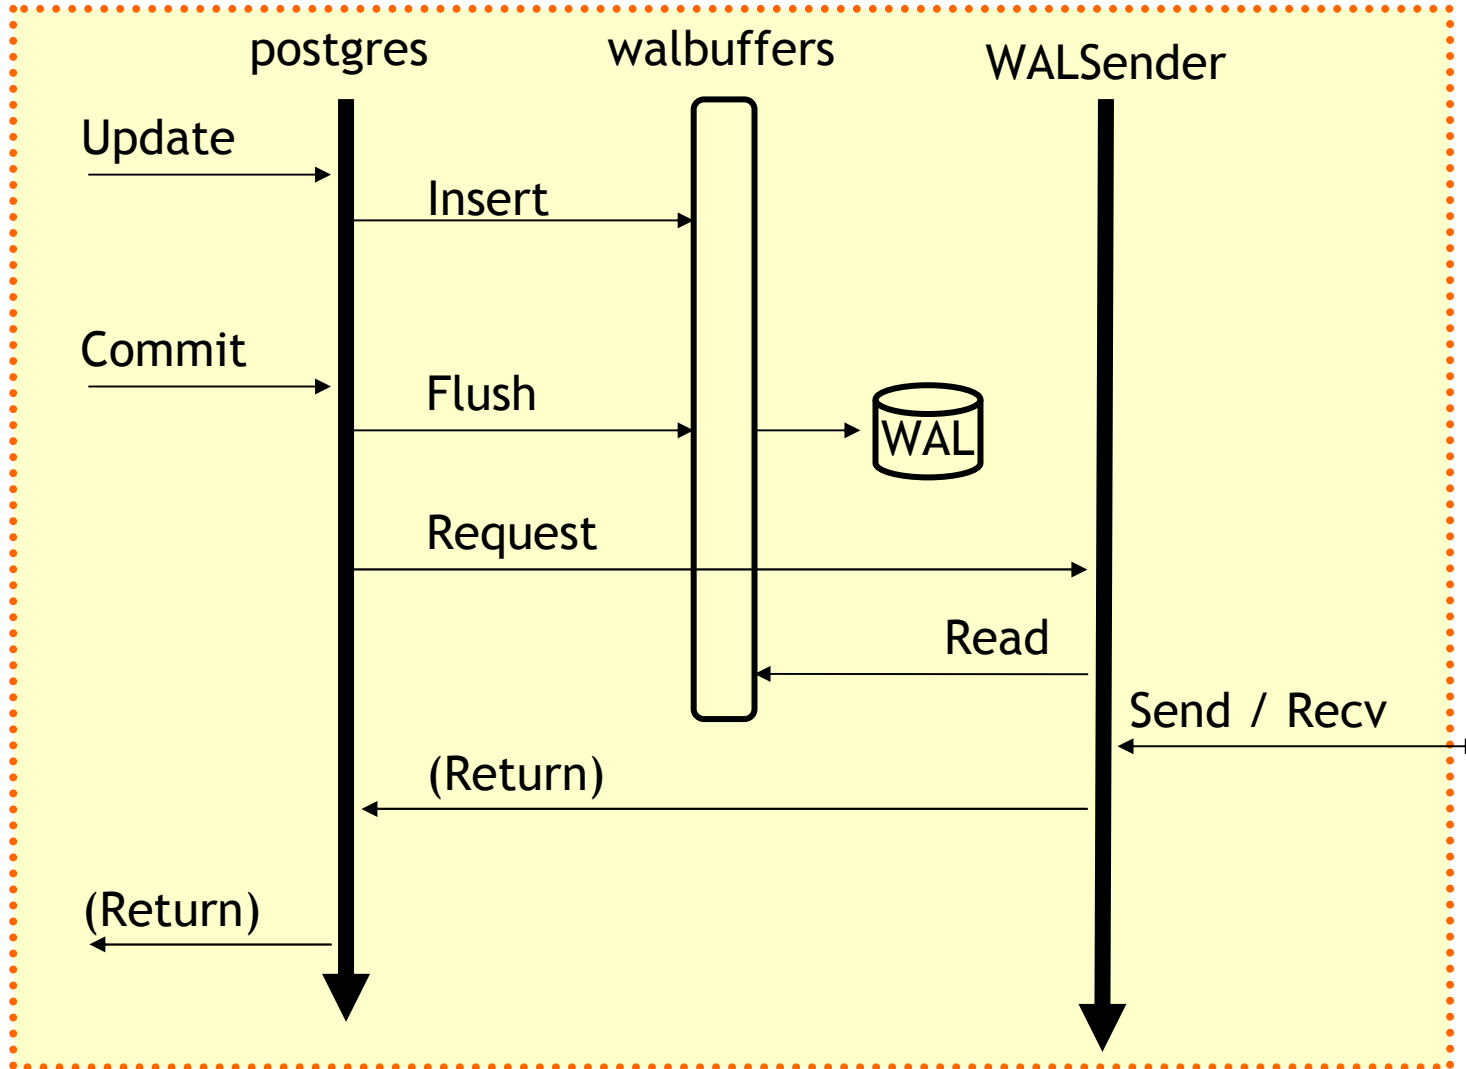 postgres
walbuffers
WALSender
Update
Insert
Commit
Flush
WAL
Request
Read
Send / Recv
(Return)
(Return)